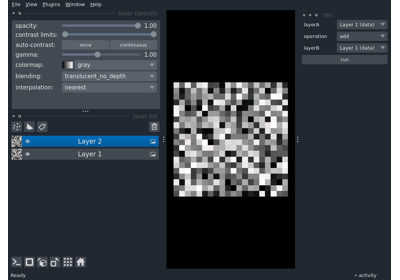 File View Plugins Window Help
layer controls
opacity: 1.00
contrast limits:
auto-contrast: once continuous
gamma: 1.00
colormap: gray
blending: translucent_no_depth
interpolation: nearest
layer list
Layer 2
Layer 1
layerA Layer 1 (data)
operation add
layerB Layer 1 (data)
run
Ready
activity